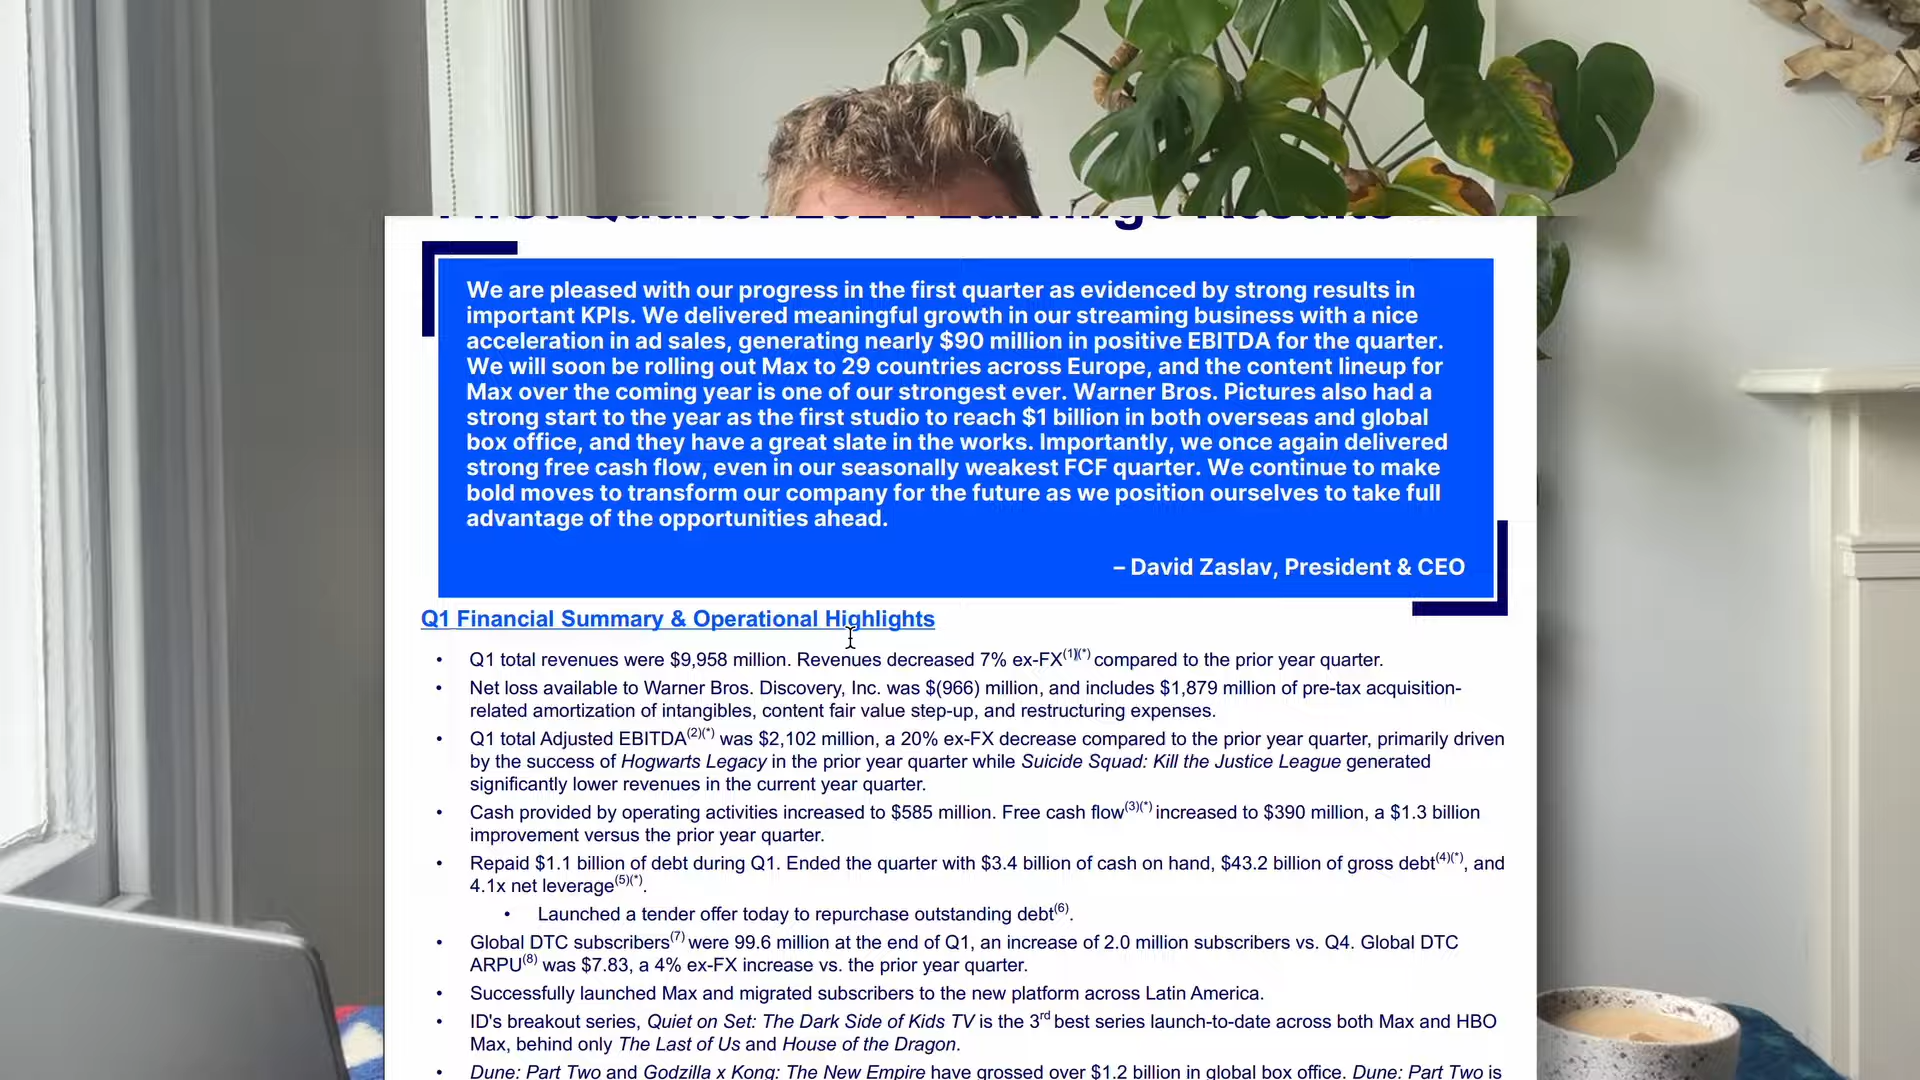 First Quarter 2024 Earnings Results
We are pleased with our progress in the first quarter as evidenced by strong results in
important KPIs. We delivered meaningful growth in our streaming business with a nice
acceleration in ad sales, generating nearly $90 million in positive EBITDA for the quarter.
We will soon be rolling out Max to 29 countries across Europe, and the content lineup for
Max over the coming year is one of our strongest ever. Warner Bros. Pictures also had a
strong start to the year as the first studio to reach $1 billion in both overseas and global
box office, and they have a great slate in the works. Importantly, we once again delivered
strong free cash flow, even in our seasonally weakest FCF quarter. We continue to make
bold moves to transform our company for the future as we position ourselves to take full
advantage of the opportunities ahead.
– David Zaslav, President & CEO
Q1 Financial Summary & Operational Highlights
• Q1 total revenues were $9,958 million. Revenues decreased 7% ex-FX(1)(*) compared to the prior year quarter.
• Net loss available to Warner Bros. Discovery, Inc. was $(966) million, and includes $1,879 million of pre-tax acquisition-
related amortization of intangibles, content fair value step-up, and restructuring expenses.
• Q1 total Adjusted EBITDA(2)(*) was $2,102 million, a 20% ex-FX decrease compared to the prior year quarter, primarily driven
by the success of Hogwarts Legacy in the prior year quarter while Suicide Squad: Kill the Justice League generated
significantly lower revenues in the current year quarter.
• Cash provided by operating activities increased to $585 million. Free cash flow(3)(*) increased to $390 million, a $1.3 billion
improvement versus the prior year quarter.
• Repaid $1.1 billion of debt during Q1. Ended the quarter with $3.4 billion of cash on hand, $43.2 billion of gross debt(4)(*), and
4.1x net leverage(5)(*).
• Launched a tender offer today to repurchase outstanding debt(6).
• Global DTC subscribers(7) were 99.6 million at the end of Q1, an increase of 2.0 million subscribers vs. Q4. Global DTC
ARPU(8) was $7.83, a 4% ex-FX increase vs. the prior year quarter.
• Successfully launched Max and migrated subscribers to the new platform across Latin America.
• ID's breakout series, Quiet on Set: The Dark Side of Kids TV is the 3rd best series launch-to-date across both Max and HBO
Max, behind only The Last of Us and House of the Dragon.
• Dune: Part Two and Godzilla x Kong: The New Empire have grossed over $1.2 billion in global box office. Dune: Part Two is